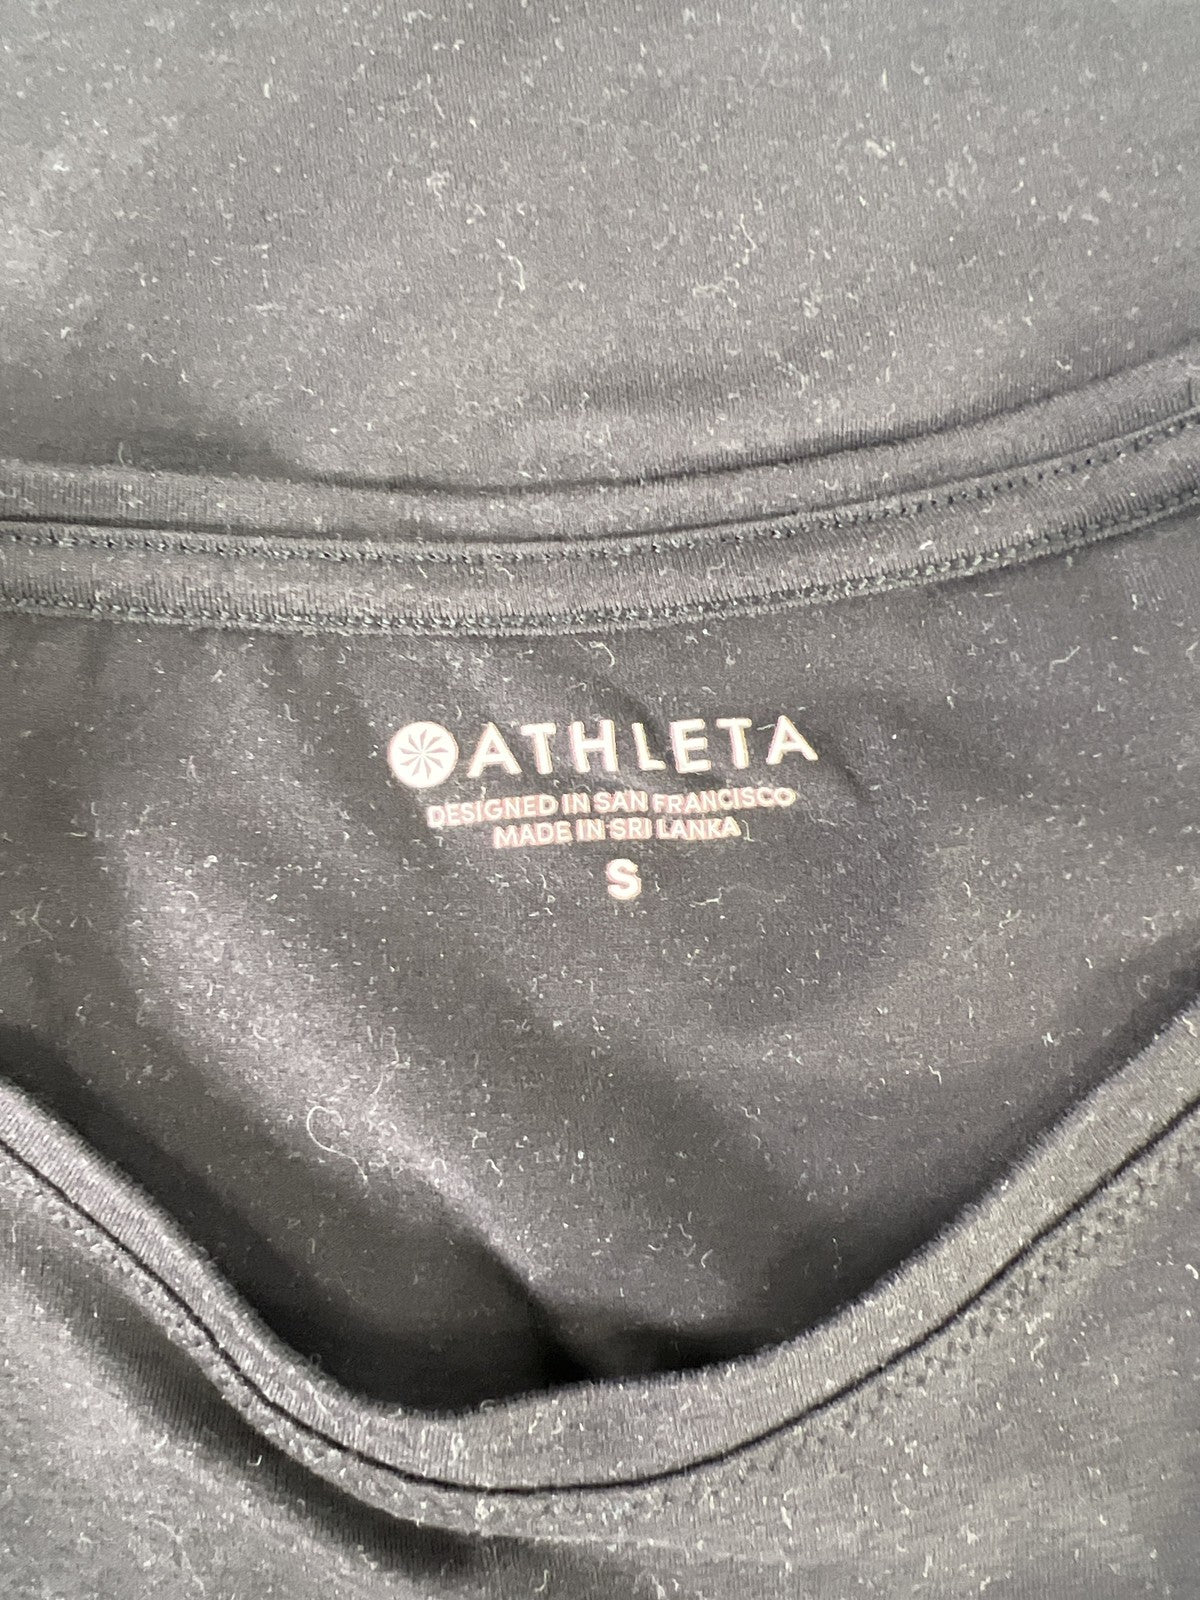 ATHLETA
DESIGNED IN SAN FRANCISCO
MADE IN SRI LANKA
S